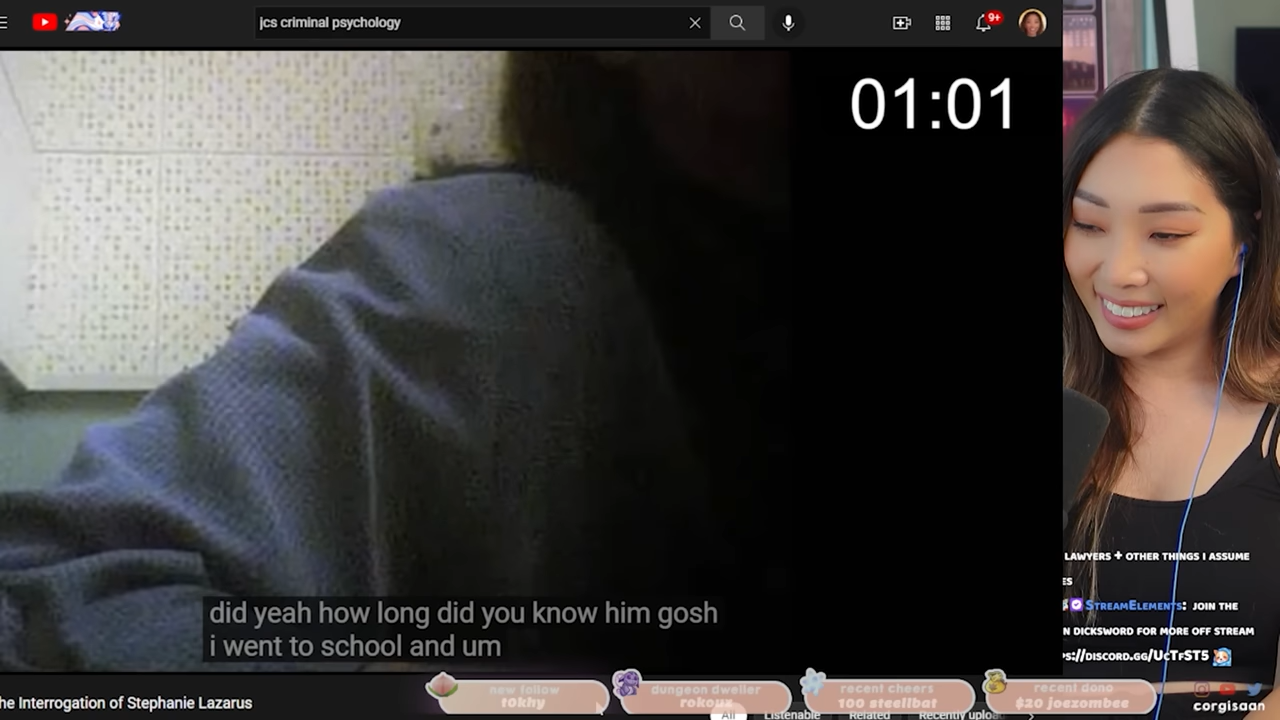 jcs criminal psychology
9+
01:01
did yeah how long did you know him gosh
i went to school and um
LAWYERS + OTHER THINGS I ASSUME
ES
STREAMELEMENTS: JOIN THE
N DICKSWORD FOR MORE OFF STREAM
PS://DISCORD.GG/UCTFST5
new follow
t0khy
dungeon dweller
rokoux
recent cheers
100 steelbat
recent dono
$20 joezombee
corgisaan
he Interrogation of Stephanie Lazarus
All
Listenable
Related
Recently uploa